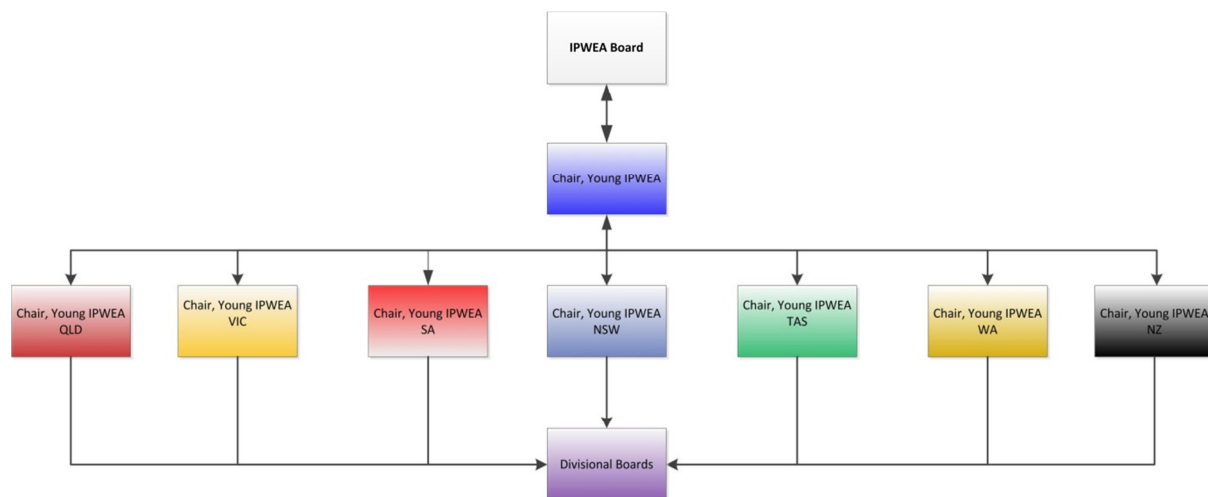 IPWEA Board
Chair, Young IPWEA
Chair, Young IPWEA
QLD
Chair, Young IPWEA
VIC
Chair, Young IPWEA
SA
Chair, Young IPWEA
NSW
Chair, Young IPWEA
TAS
Chair, Young IPWEA
WA
Chair, Young IPWEA
NZ
Divisional Boards